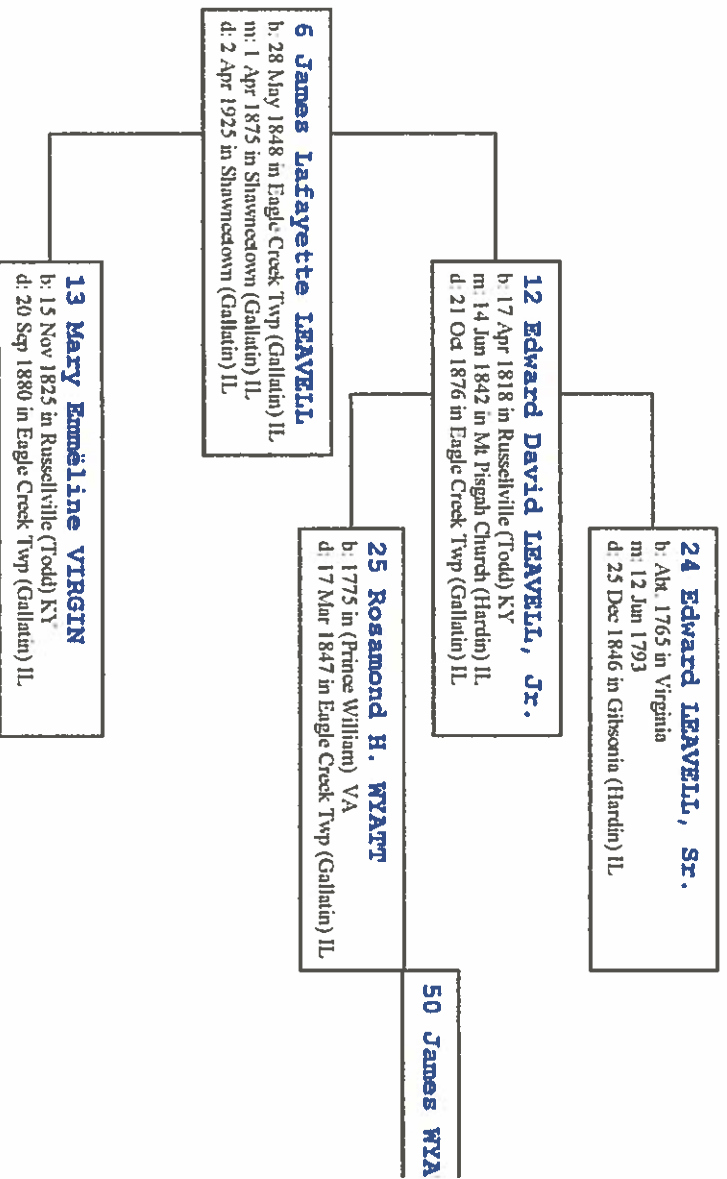 24 Edward LEAVELL, Sr.
b: Abt. 1765 in Virginia
m: 12 Jun 1793
d: 25 Dec 1846 in Gibsonia (Hardin) IL
12 Edward David LEAVELL, Jr.
b: 17 Apr 1818 in Russellville (Todd) KY
m: 14 Jun 1842 in Mt Pisgah Church (Hardin) IL
d: 21 Oct 1876 in Eagle Creek Twp (Gallatin) IL
50 James WYA
25 Rosamond H. WYATT
b: 1775 in (Prince William) VA
d: 17 Mar 1847 in Eagle Creek Twp (Gallatin) IL
6 James Lafayette LEAVELL
b: 28 May 1848 in Eagle Creek Twp (Gallatin) IL
m: 1 Apr 1875 in Shawneetown (Gallatin) IL
d: 2 Apr 1925 in Shawneetown (Gallatin) IL
13 Mary Emmeline VIRGIN
b: 15 Nov 1825 in Russellville (Todd) KY
d: 20 Sep 1880 in Eagle Creek Twp (Gallatin) IL